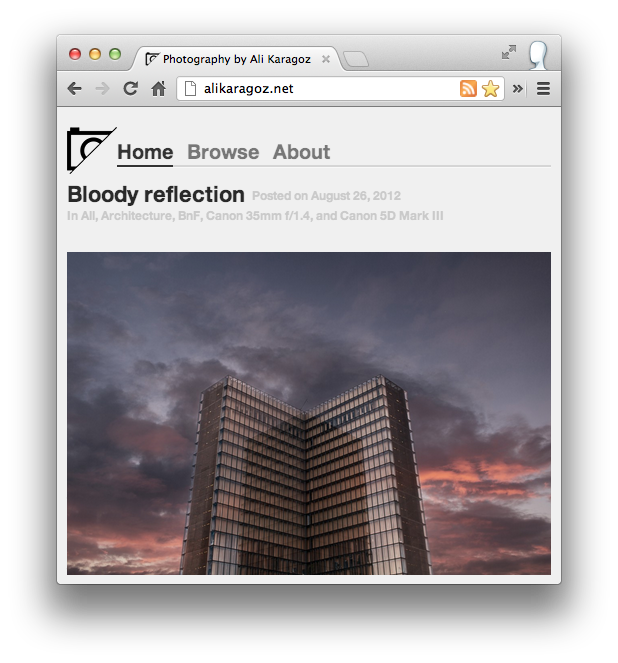 Photography by Ali Karagoz
alikaragoz.net
Home Browse About
Bloody reflection Posted on August 26, 2012
In All, Architecture, BnF, Canon 35mm f/1.4, and Canon 5D Mark III